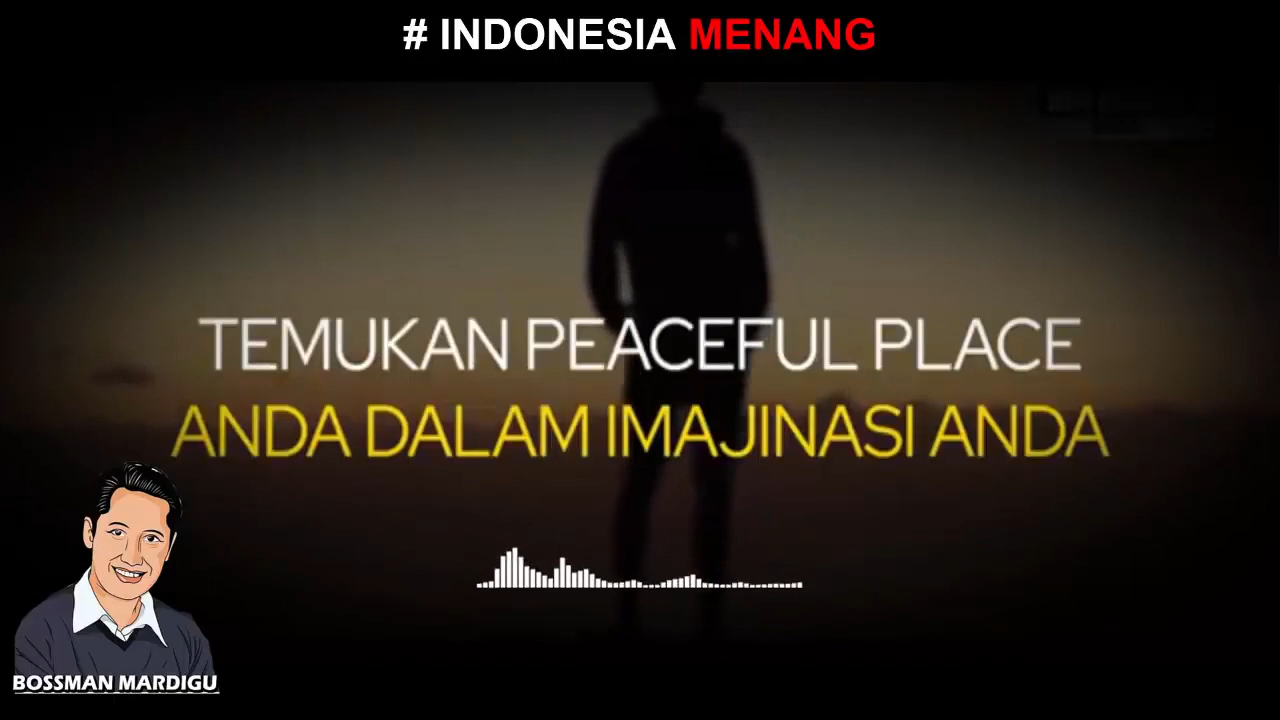 # INDONESIA MENANG
TEMUKAN PEACEFUL PLACE
ANDA DALAM IMAJINASI ANDA
BOSSMAN MARDIGU